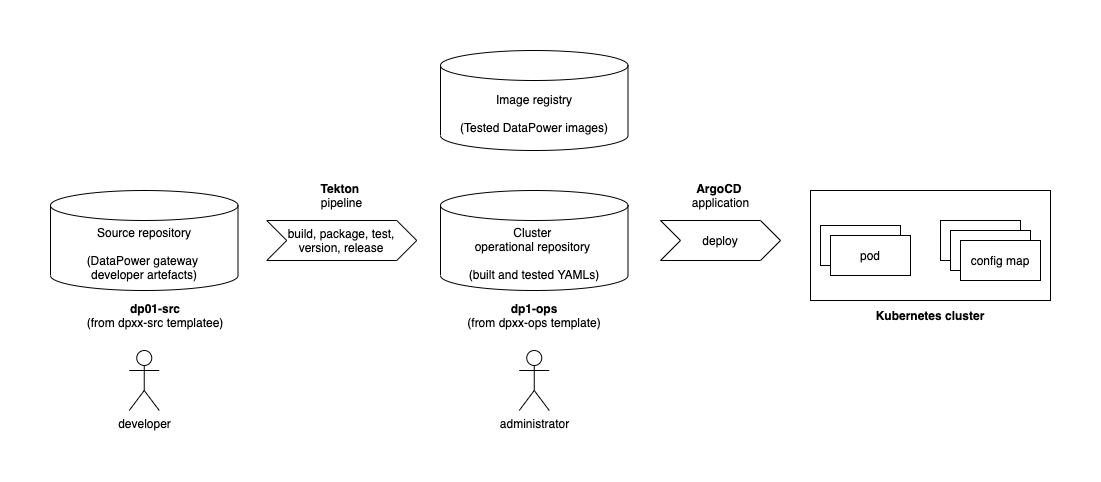 Image registry
(Tested DataPower images)
Tekton
pipeline
ArgoCD
application
Source repository
(DataPower gateway
developer artefacts)
build, package, test,
version, release
Cluster
operational repository
(built and tested YAMLs)
deploy
pod
config map
dp01-src
(from dpxx-src templatee)
dp1-ops
(from dpxx-ops template)
Kubernetes cluster
developer
administrator